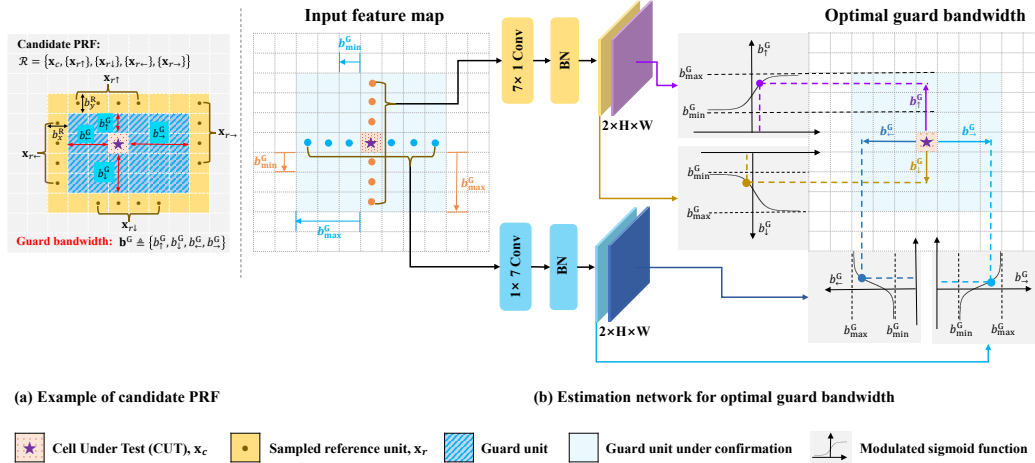 Candidate PRF:
ℛ = {x_c, {x_r↑}, {x_r↓}, {x_r←}, {x_r→}}
x_r↑
b_y^R
b_x^R
b_↑^G
b_←^G
b_→^G
b_↓^G
x_r←
x_r→
x_r↓
Guard bandwidth: b^G ≜ {b_↑^G, b_↓^G, b_←^G, b_→^G}
(a) Example of candidate PRF
Input feature map
b_min^G
b_min^G
b_max^G
b_max^G
7× 1 Conv
BN
2×H×W
1× 7 Conv
BN
2×H×W
Optimal guard bandwidth
b_↑^G
b_max^G
b_min^G
b_min^G
b_max^G
b_↓^G
b_↑^G
b_←^G
b_→^G
b_↓^G
b_←^G
b_max^G
b_min^G
b_→^G
b_min^G
b_max^G
(b) Estimation network for optimal guard bandwidth
Cell Under Test (CUT), x_c
Sampled reference unit, x_r
Guard unit
Guard unit under confirmation
Modulated sigmoid function